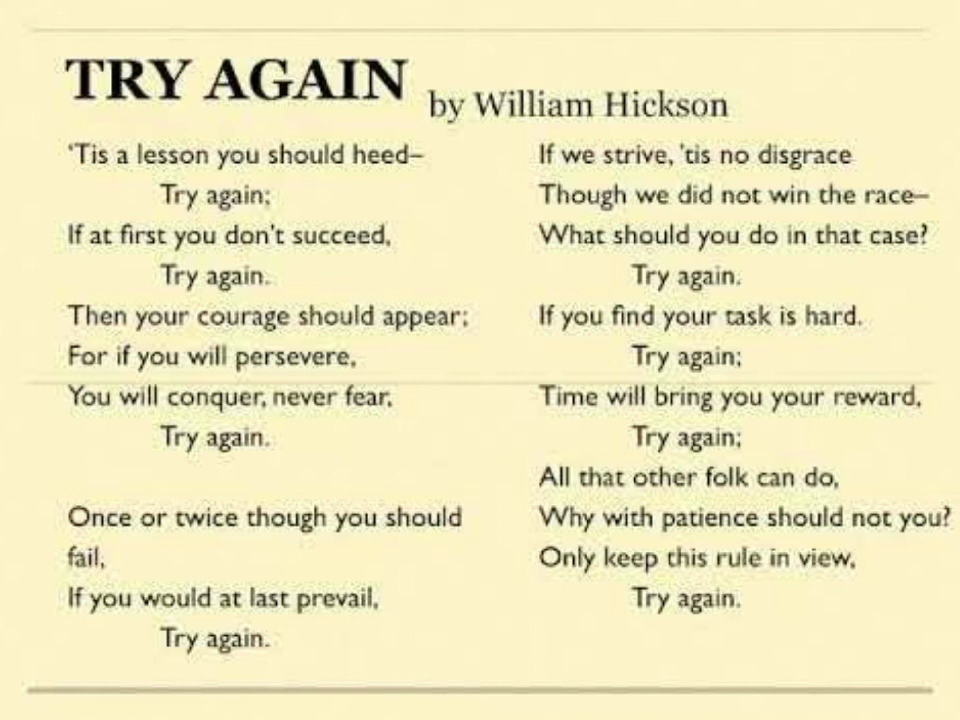 TRY AGAIN by William Hickson
‘Tis a lesson you should heed–
Try again;
If at first you don't succeed,
Try again.
Then your courage should appear;
For if you will persevere,
You will conquer, never fear,
Try again.
Once or twice though you should
fail,
If you would at last prevail,
Try again.
If we strive, 'tis no disgrace
Though we did not win the race–
What should you do in that case?
Try again.
If you find your task is hard.
Try again;
Time will bring you your reward,
Try again;
All that other folk can do,
Why with patience should not you?
Only keep this rule in view,
Try again.